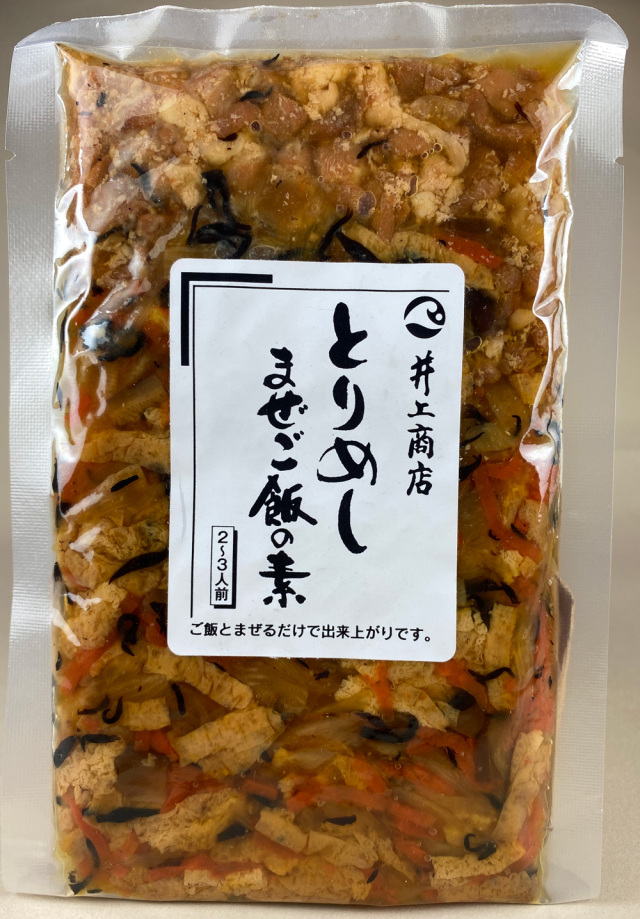 井上商店
とりめし
まぜご飯の素
2〜3人前
ご飯とまぜるだけで出来上がりです。